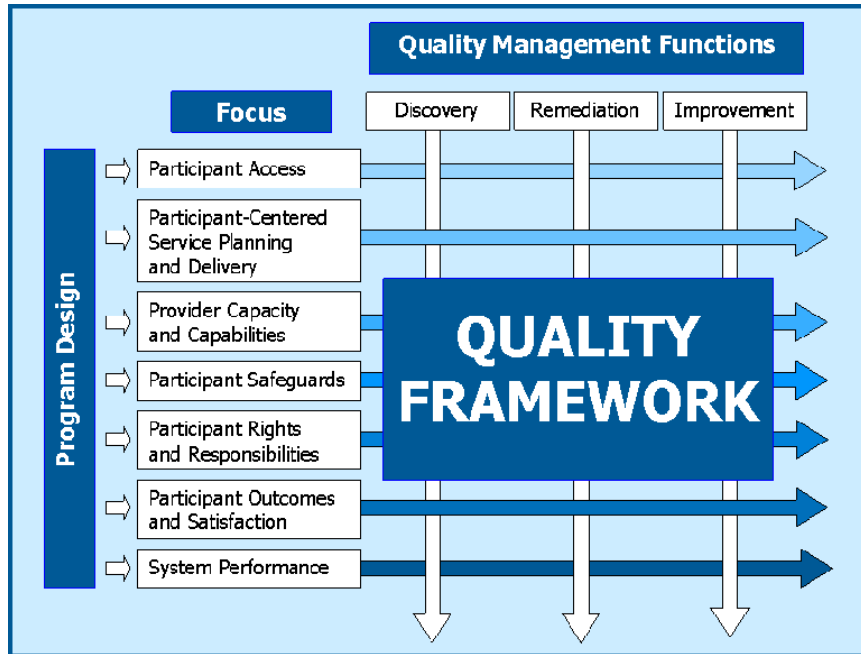 Quality Management Functions
Focus
Discovery
Remediation
Improvement
Program Design
Participant Access
Participant-Centered
Service Planning
and Delivery
Provider Capacity
and Capabilities
Participant Safeguards
Participant Rights
and Responsibilities
Participant Outcomes
and Satisfaction
System Performance
QUALITY
FRAMEWORK